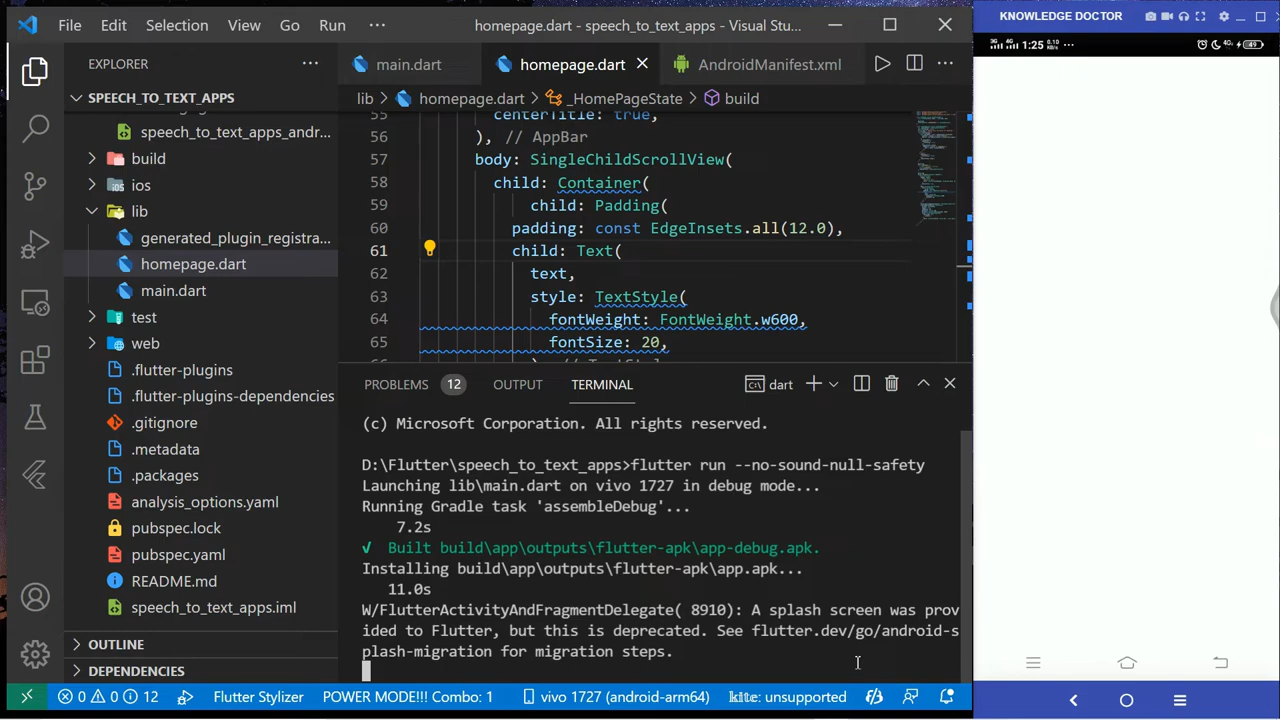 File Edit Selection View Go Run ··· homepage.dart - speech_to_text_apps - Visual Stu...
KNOWLEDGE DOCTOR
1:25 49
EXPLORER
main.dart homepage.dart AndroidManifest.xml
SPEECH_TO_TEXT_APPS
lib homepage.dart _HomePageState build
speech_to_text_apps_andr...
build
ios
lib
generated_plugin_registra...
homepage.dart
main.dart
test
web
.flutter-plugins
.flutter-plugins-dependencies
.gitignore
.metadata
.packages
analysis_options.yaml
pubspec.lock
pubspec.yaml
README.md
speech_to_text_apps.iml
OUTLINE
DEPENDENCIES
55 centerTitle: true,
56 ), // AppBar
57 body: SingleChildScrollView(
58 child: Container(
59 child: Padding(
60 padding: const EdgeInsets.all(12.0),
61 child: Text(
62 text,
63 style: TextStyle(
64 fontWeight: FontWeight.w600,
65 fontSize: 20,
PROBLEMS 12 OUTPUT TERMINAL dart
(c) Microsoft Corporation. All rights reserved.
D:\Flutter\speech_to_text_apps>flutter run --no-sound-null-safety
Launching lib\main.dart on vivo 1727 in debug mode...
Running Gradle task 'assembleDebug'...
7.2s
√ Built build\app\outputs\flutter-apk\app-debug.apk.
Installing build\app\outputs\flutter-apk\app.apk...
11.0s
W/FlutterActivityAndFragmentDelegate( 8910): A splash screen was prov
ided to Flutter, but this is deprecated. See flutter.dev/go/android-s
plash-migration for migration steps.
0 0 12 Flutter Stylizer POWER MODE!!! Combo: 1 vivo 1727 (android-arm64) kite: unsupported